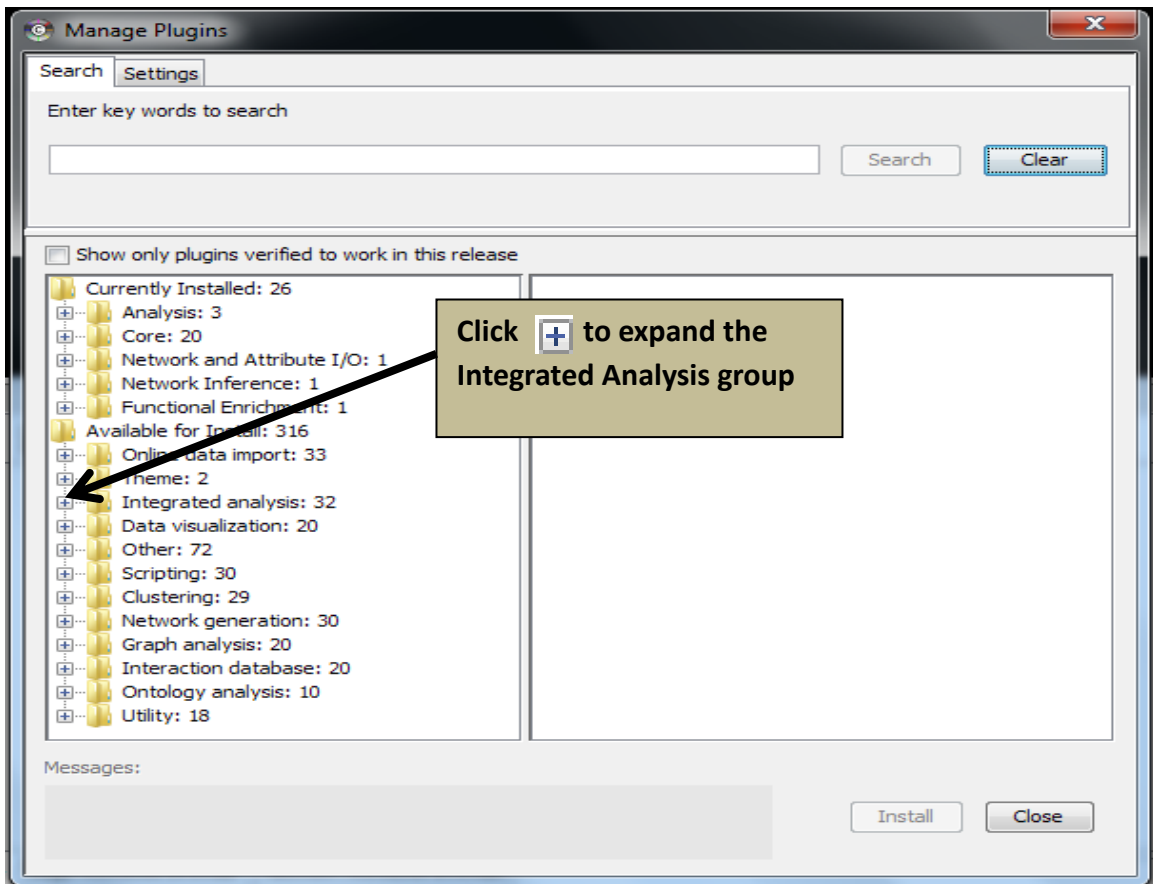 Manage Plugins
Search Settings
Enter key words to search
Search Clear
Show only plugins verified to work in this release
Currently Installed: 26
Analysis: 3
Core: 20
Network and Attribute I/O: 1
Network Inference: 1
Functional Enrichment: 1
Available for Install: 316
Online data import: 33
Theme: 2
Integrated analysis: 32
Data visualization: 20
Other: 72
Scripting: 30
Clustering: 29
Network generation: 30
Graph analysis: 20
Interaction database: 20
Ontology analysis: 10
Utility: 18
Click + to expand the
Integrated Analysis group
Messages:
Install Close